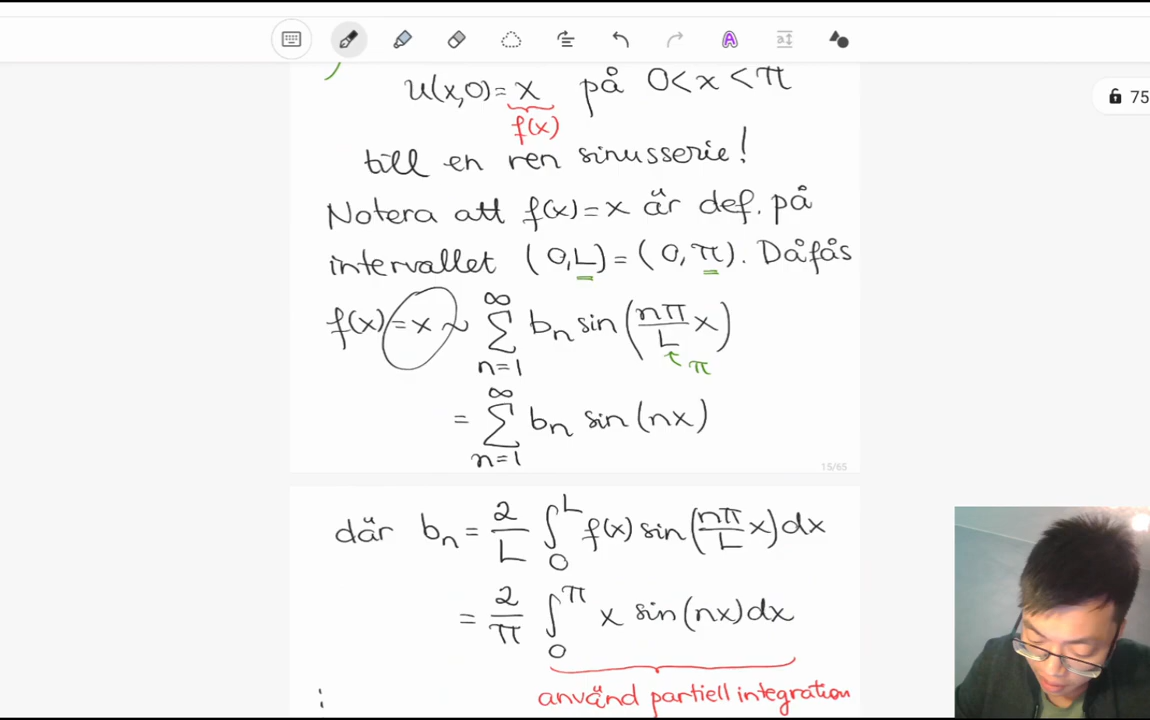 75
u(x,0)=x på 0<x<π
f(x)
till en ren sinusserie!
Notera att f(x)=x är def. på
intervallet (0,L)=(0,π). Då fås
f(x)=x ~ ∑_{n=1}^{∞} b_n sin(nπ/L x)
↑ π
= ∑_{n=1}^{∞} b_n sin(nx)
15/65
där b_n = 2/L ∫_0^L f(x) sin(nπ/L x)dx
= 2/π ∫_0^π x sin(nx)dx
använd partiell integration